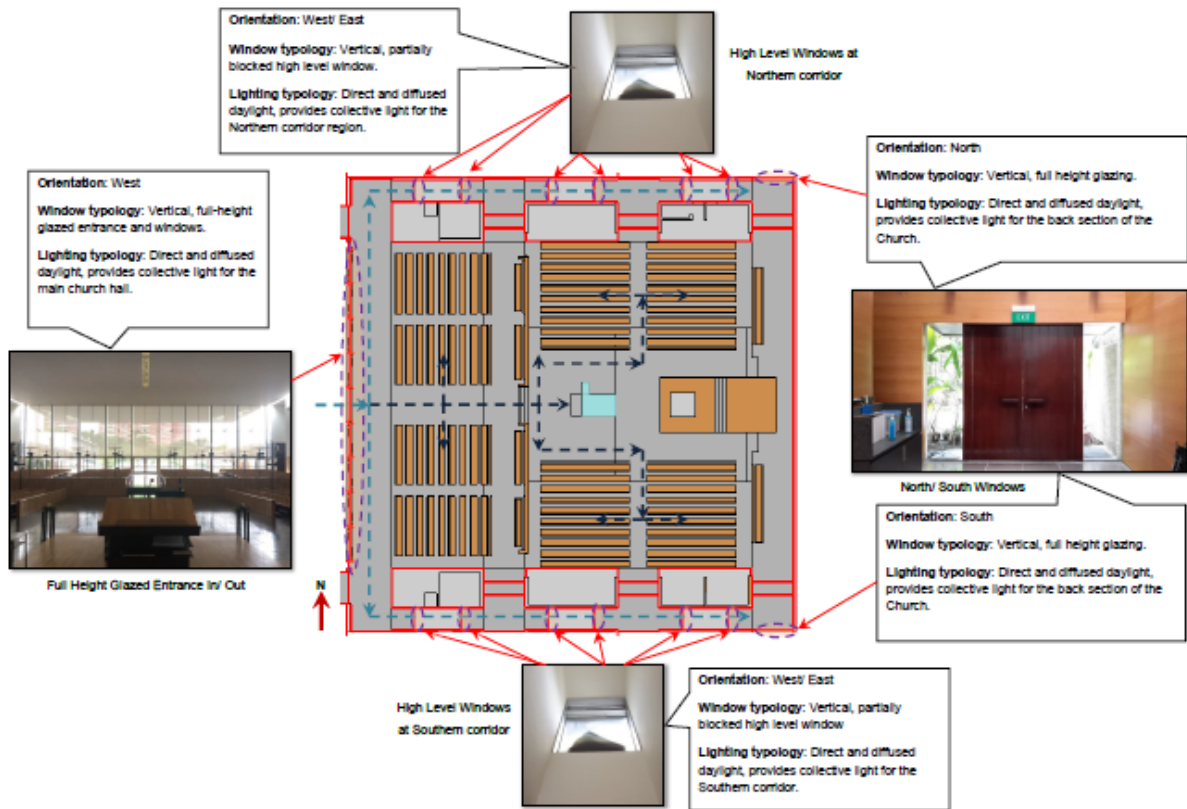 Orientation: West/ East
Window typology: Vertical, partially
blocked high level window.
Lighting typology: Direct and diffused
daylight, provides collective light for the
Northern corridor region.
High Level Windows at
Northern corridor
Orientation: West
Window typology: Vertical, full-height
glazed entrance and windows.
Lighting typology: Direct and diffused
daylight, provides collective light for the
main church hall.
Orientation: North
Window typology: Vertical, full height glazing.
Lighting typology: Direct and diffused daylight,
provides collective light for the back section of the
Church.
EXIT
Full Height Glazed Entrance In/ Out
N
North/ South Windows
Orientation: South
Window typology: Vertical, full height glazing.
Lighting typology: Direct and diffused daylight,
provides collective light for the back section of the
Church.
High Level Windows
at Southern corridor
Orientation: West/ East
Window typology: Vertical, partially
blocked high level window
Lighting typology: Direct and diffused
daylight, provides collective light for the
Southern corridor.